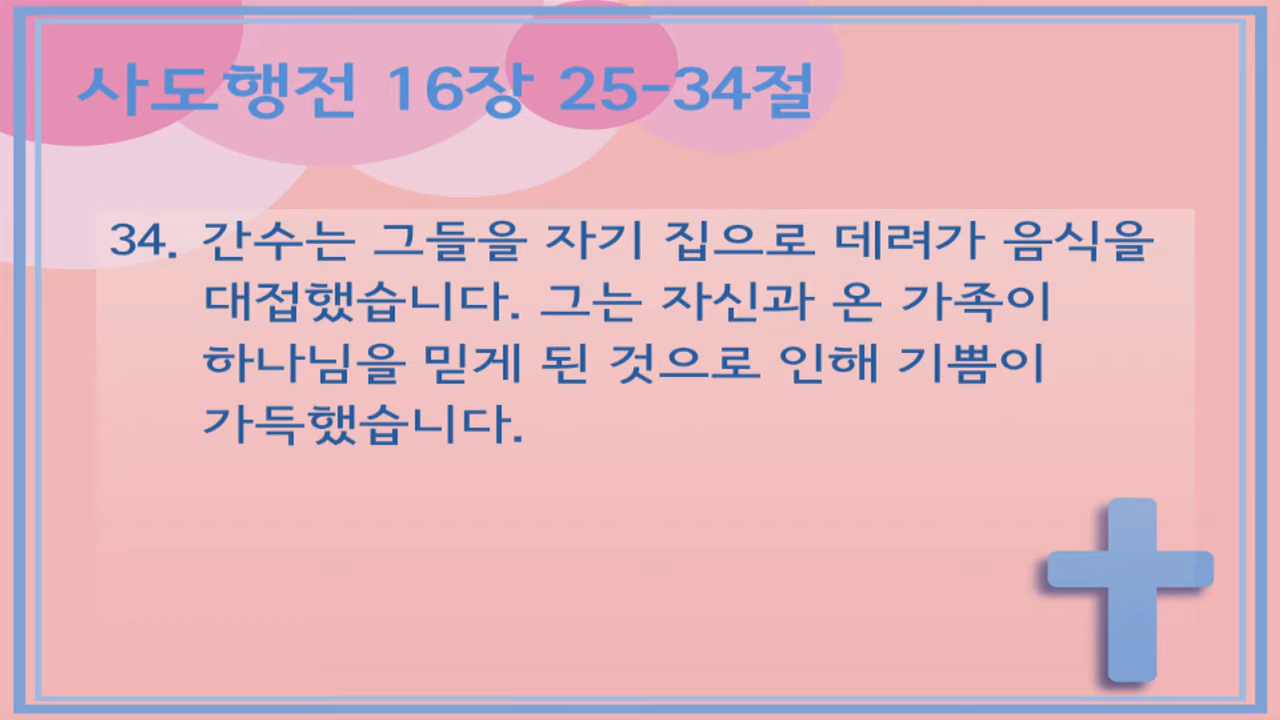 사도행전 16장 25-34절
34. 간수는 그들을 자기 집으로 데려가 음식을
대접했습니다. 그는 자신과 온 가족이
하나님을 믿게 된 것으로 인해 기쁨이
가득했습니다.